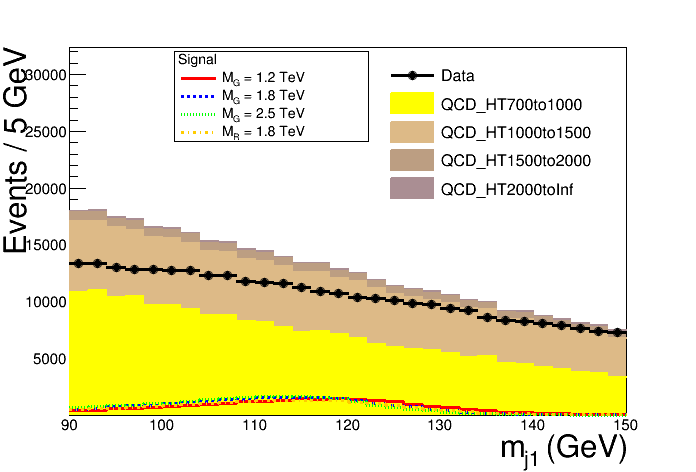 Events / 5 GeV
30000
25000
20000
15000
10000
5000
Signal
M_G = 1.2 TeV
M_G = 1.8 TeV
M_G = 2.5 TeV
M_R = 1.8 TeV
Data
QCD_HT700to1000
QCD_HT1000to1500
QCD_HT1500to2000
QCD_HT2000toInf
90 100 110 120 130 140 150
m_j1 (GeV)